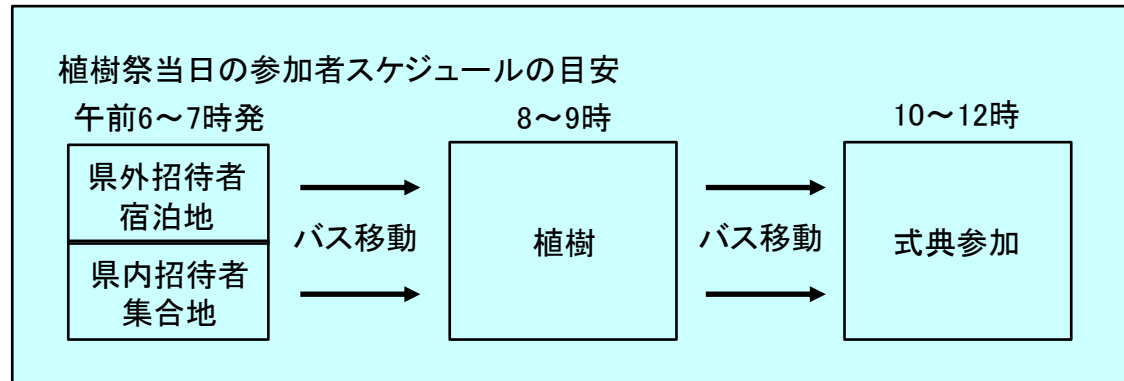 植樹祭当日の参加者スケジュールの目安
午前6～7時発
8～9時
10～12時
県外招待者
宿泊地
県内招待者
集合地
バス移動
植樹
バス移動
式典参加